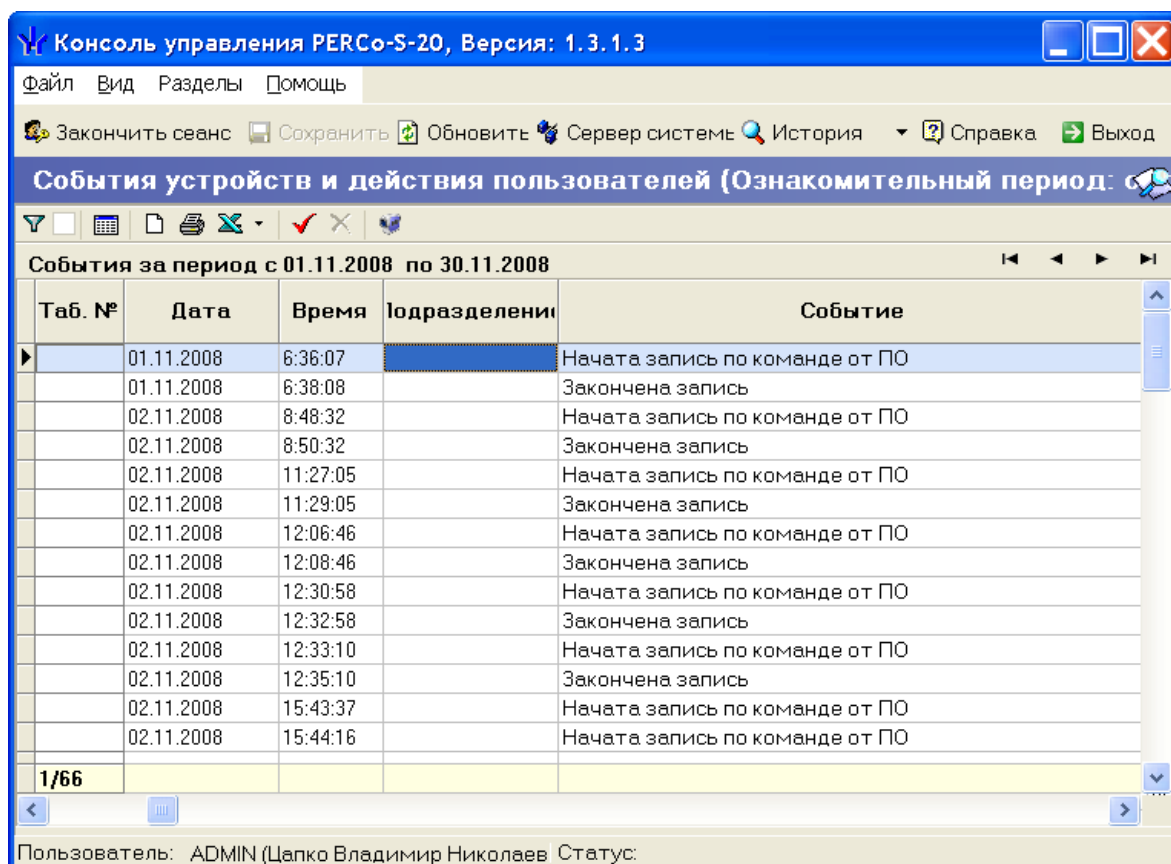 Консоль управления PERCo-S-20, Версия: 1.3.1.3
Файл Вид Разделы Помощь
Закончить сеанс Сохранить Обновить Сервер системь История Справка Выход
События устройств и действия пользователей (Ознакомительный период:
События за период с 01.11.2008 по 30.11.2008
Таб. № Дата Время Подразделение Событие
01.11.2008 6:36:07 Начата запись по команде от ПО
01.11.2008 6:38:08 Закончена запись
02.11.2008 8:48:32 Начата запись по команде от ПО
02.11.2008 8:50:32 Закончена запись
02.11.2008 11:27:05 Начата запись по команде от ПО
02.11.2008 11:29:05 Закончена запись
02.11.2008 12:06:46 Начата запись по команде от ПО
02.11.2008 12:08:46 Закончена запись
02.11.2008 12:30:58 Начата запись по команде от ПО
02.11.2008 12:32:58 Закончена запись
02.11.2008 12:33:10 Начата запись по команде от ПО
02.11.2008 12:35:10 Закончена запись
02.11.2008 15:43:37 Начата запись по команде от ПО
02.11.2008 15:44:16 Начата запись по команде от ПО
1/66
Пользователь: ADMIN (Цапко Владимир Николаев Статус: